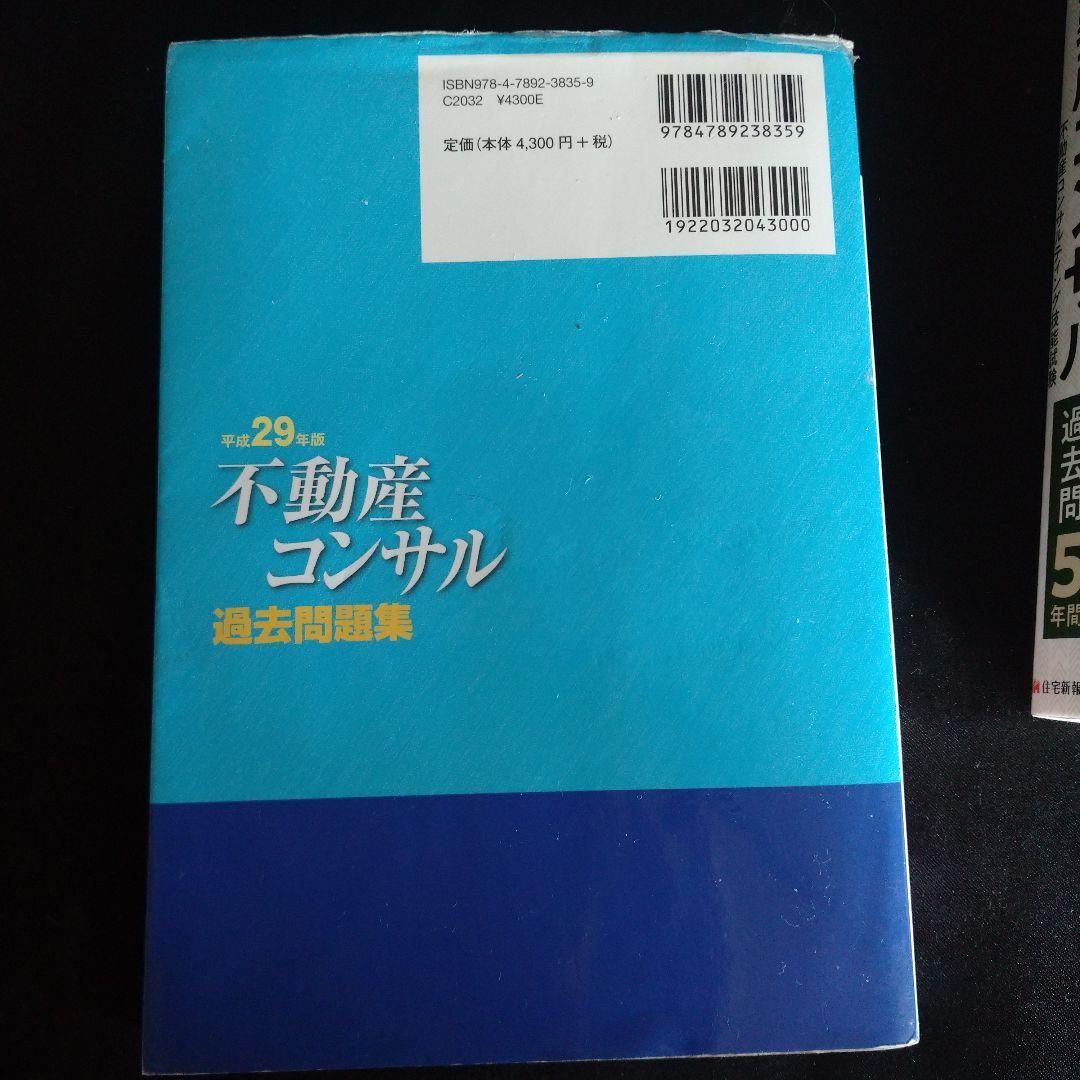 ISBN978-4-7892-3835-9
C2032 ¥4300E
定価(本体4,300円+税)
9784789238359
1922032043000
平成29年版
不動産
コンサル
過去問題集
不動産コンサルティング技能試験
過去問
5
年間
住宅新報